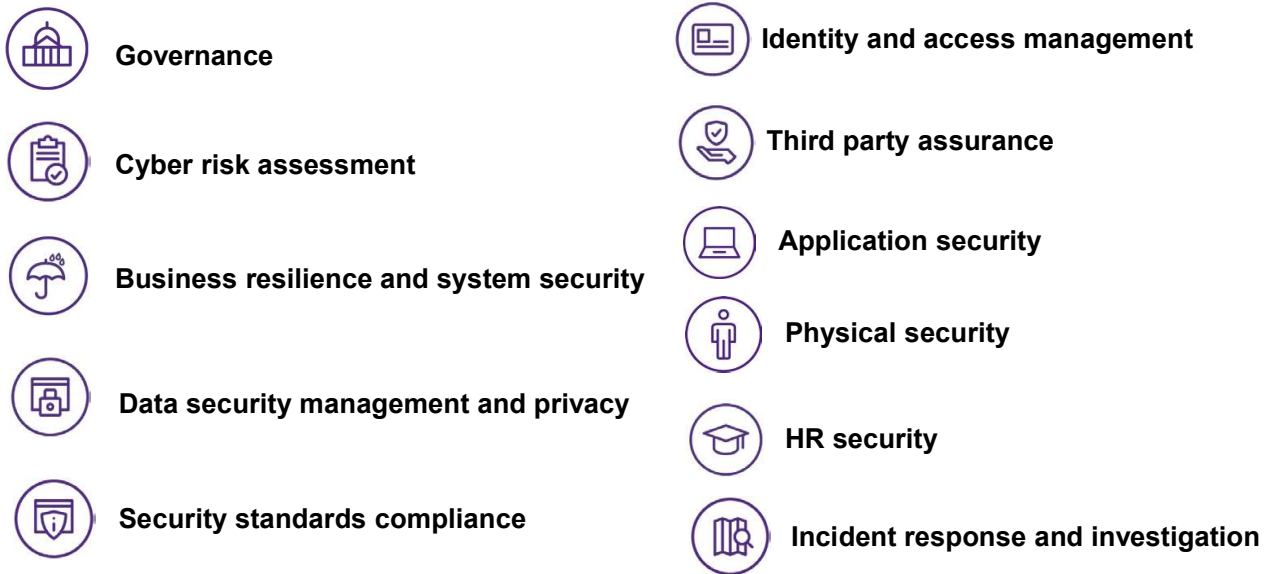 Governance
Cyber risk assessment
Business resilience and system security
Data security management and privacy
Security standards compliance
Identity and access management
Third party assurance
Application security
Physical security
HR security
Incident response and investigation